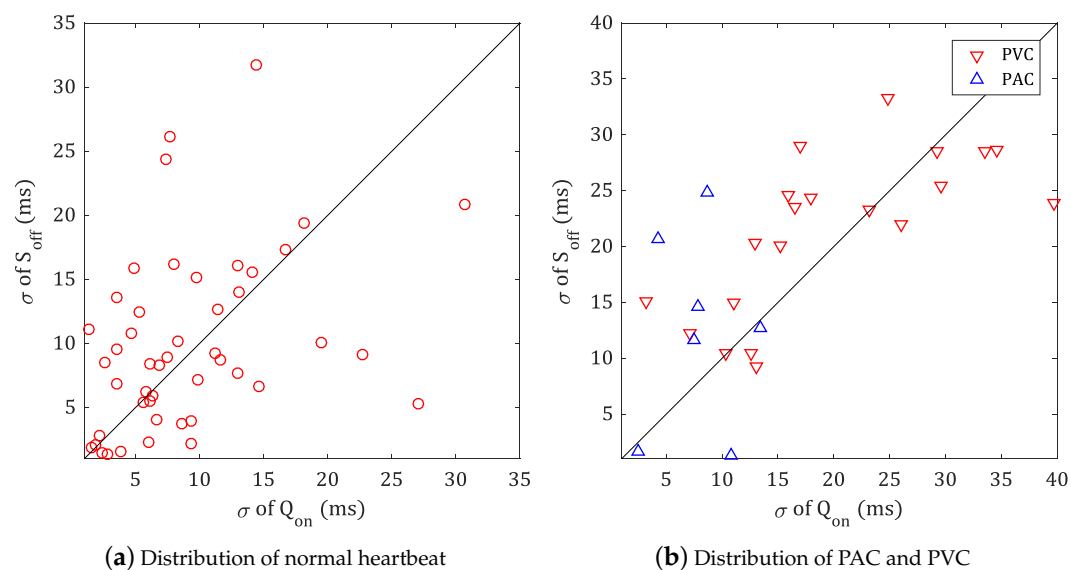 35
30
25
20
15
10
5
σ of S_off (ms)
5 10 15 20 25 30 35
σ of Q_on (ms)
(a) Distribution of normal heartbeat
40
35
30
25
20
15
10
5
σ of S_off (ms)
PVC
PAC
5 10 15 20 25 30 35 40
σ of Q_on (ms)
(b) Distribution of PAC and PVC